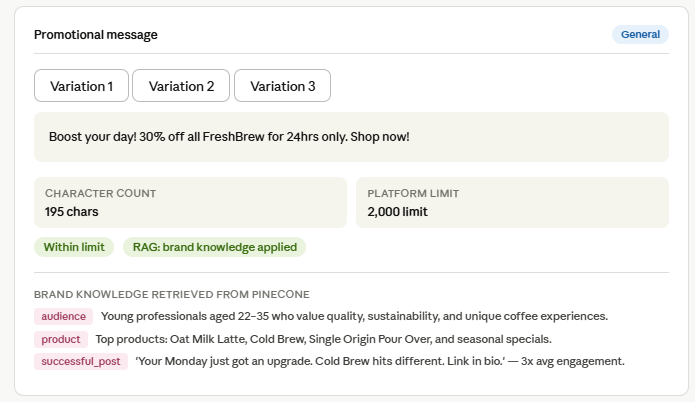 Promotional message
General
Variation 1
Variation 2
Variation 3
Boost your day! 30% off all FreshBrew for 24hrs only. Shop now!
CHARACTER COUNT
195 chars
PLATFORM LIMIT
2,000 limit
Within limit
RAG: brand knowledge applied
BRAND KNOWLEDGE RETRIEVED FROM PINECONE
audience Young professionals aged 22–35 who value quality, sustainability, and unique coffee experiences.
product Top products: Oat Milk Latte, Cold Brew, Single Origin Pour Over, and seasonal specials.
successful_post 'Your Monday just got an upgrade. Cold Brew hits different. Link in bio.' — 3x avg engagement.